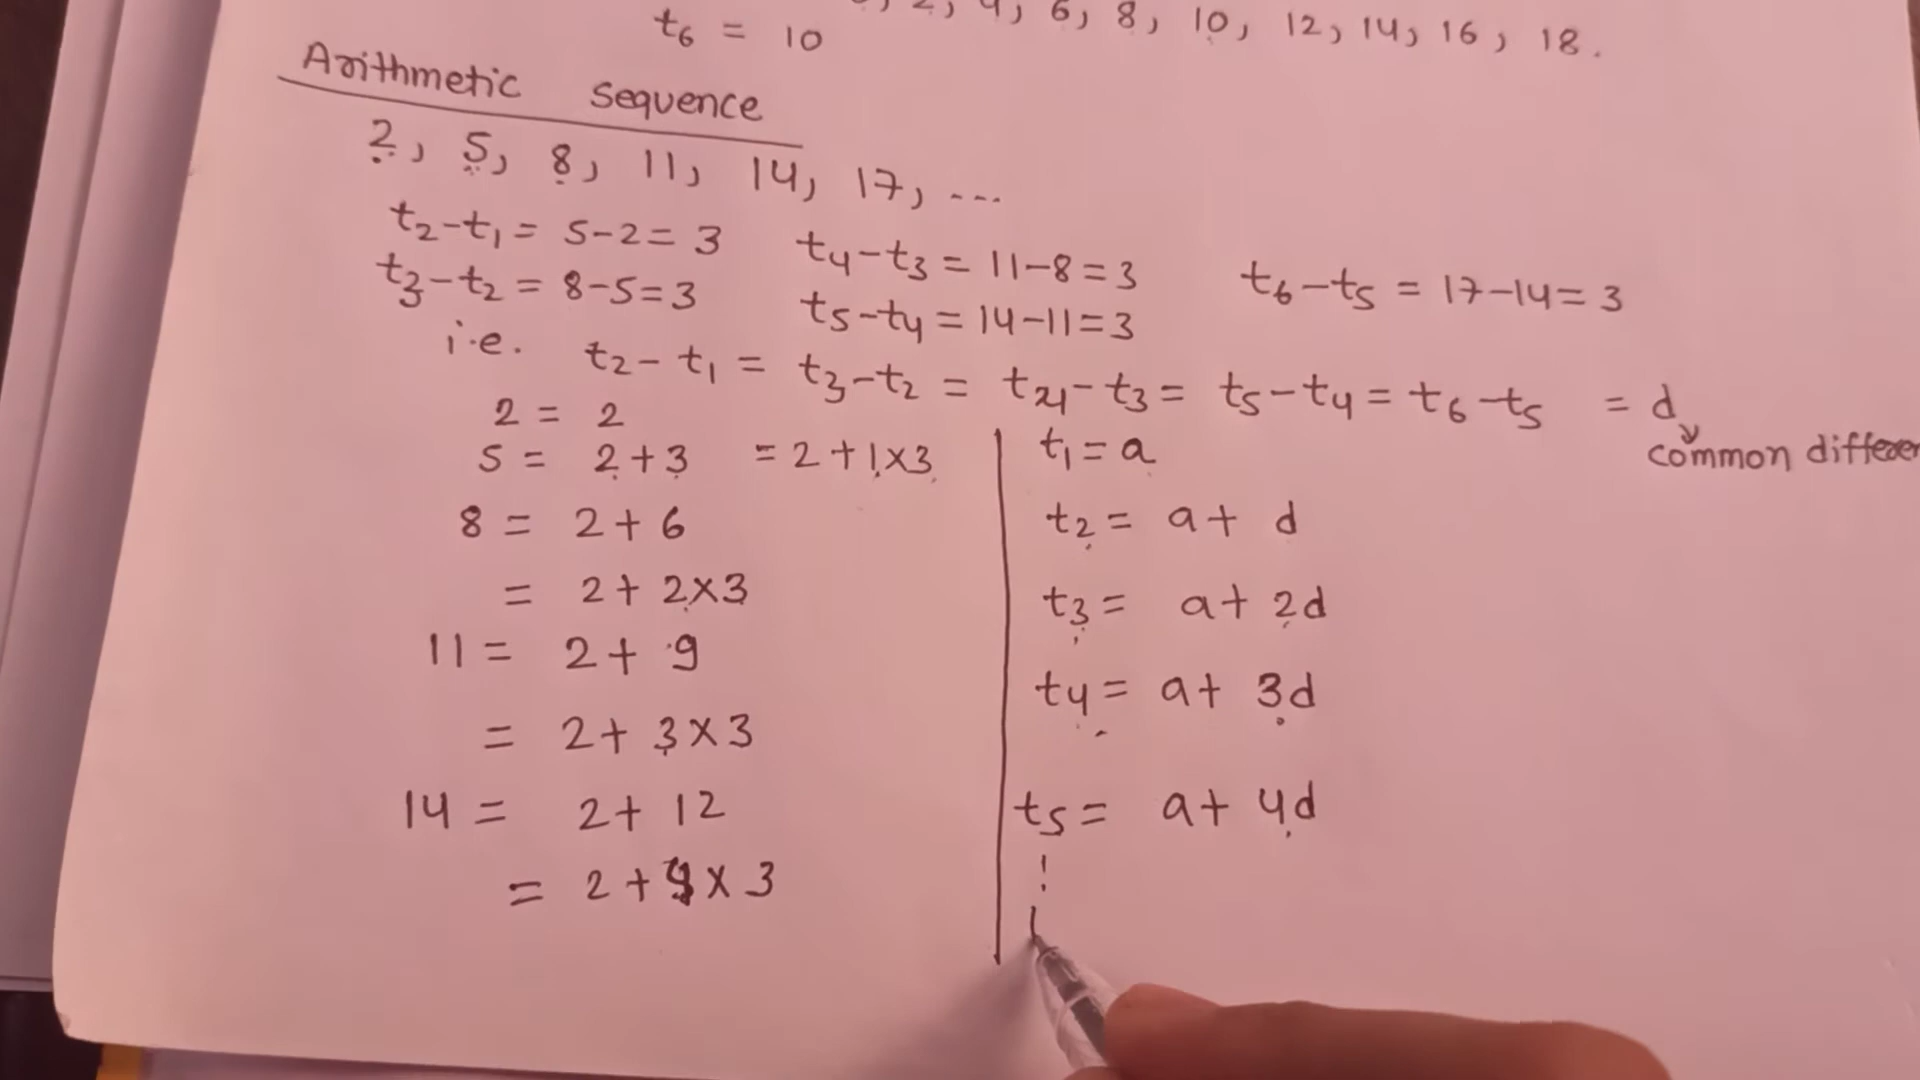 2, 4, 6, 8, 10, 12, 14, 16, 18.
t₆ = 10
Arithmetic sequence
2, 5, 8, 11, 14, 17, ---
t₂-t₁ = 5-2 = 3 t₄-t₃ = 11-8 = 3 t₆-t₅ = 17-14 = 3
t₃-t₂ = 8-5 = 3 t₅-t₄ = 14-11 = 3
i.e. t₂-t₁ = t₃-t₂ = t₄-t₃ = t₅-t₄ = t₆-t₅ = d
common differen
2 = 2 t₁ = a
5 = 2+3 = 2+1×3
8 = 2+6 t₂ = a+ d
= 2+ 2×3 t₃ = a+ 2d
11 = 2+ 9 t₄ = a+ 3d
= 2+ 3×3
14 = 2+ 12 t₅ = a+ 4d
= 2+4×3